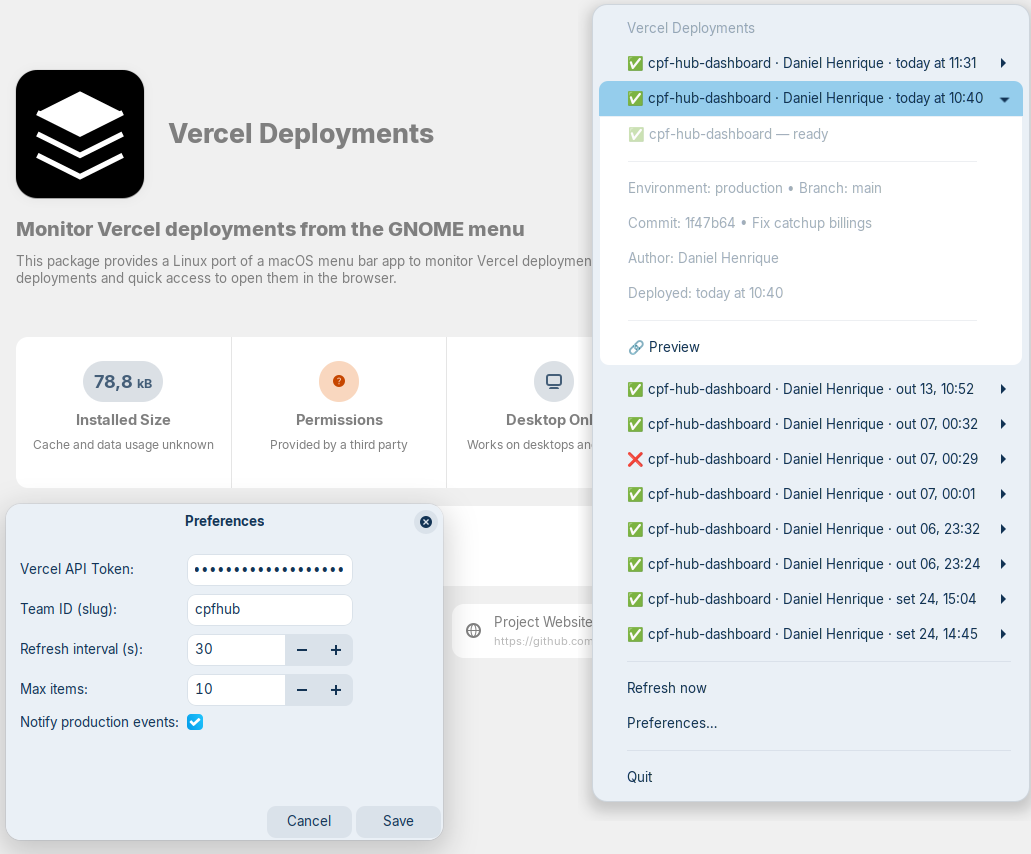 Vercel Deployments
Monitor Vercel deployments from the GNOME menu
This package provides a Linux port of a macOS menu bar app to monitor Vercel
deployments and quick access to open them in the browser.
78,8 kB
Installed Size
Cache and data usage unknown
?
Permissions
Provided by a third party
Desktop
Works on desktops
Project Website
https://github.com
Preferences
Vercel API Token:
•••••••••••••••••••
Team ID (slug):
cpfhub
Refresh interval (s):
30
Max items:
10
Notify production events:
Cancel
Save
Vercel Deployments
✅ cpf-hub-dashboard · Daniel Henrique · today at 11:31
✅ cpf-hub-dashboard · Daniel Henrique · today at 10:40
✅ cpf-hub-dashboard — ready
Environment: production • Branch: main
Commit: 1f47b64 • Fix catchup billings
Author: Daniel Henrique
Deployed: today at 10:40
🔗 Preview
✅ cpf-hub-dashboard · Daniel Henrique · out 13, 10:52
✅ cpf-hub-dashboard · Daniel Henrique · out 07, 00:32
❌ cpf-hub-dashboard · Daniel Henrique · out 07, 00:29
✅ cpf-hub-dashboard · Daniel Henrique · out 07, 00:01
✅ cpf-hub-dashboard · Daniel Henrique · out 06, 23:32
✅ cpf-hub-dashboard · Daniel Henrique · out 06, 23:24
✅ cpf-hub-dashboard · Daniel Henrique · set 24, 15:04
✅ cpf-hub-dashboard · Daniel Henrique · set 24, 14:45
Refresh now
Preferences...
Quit